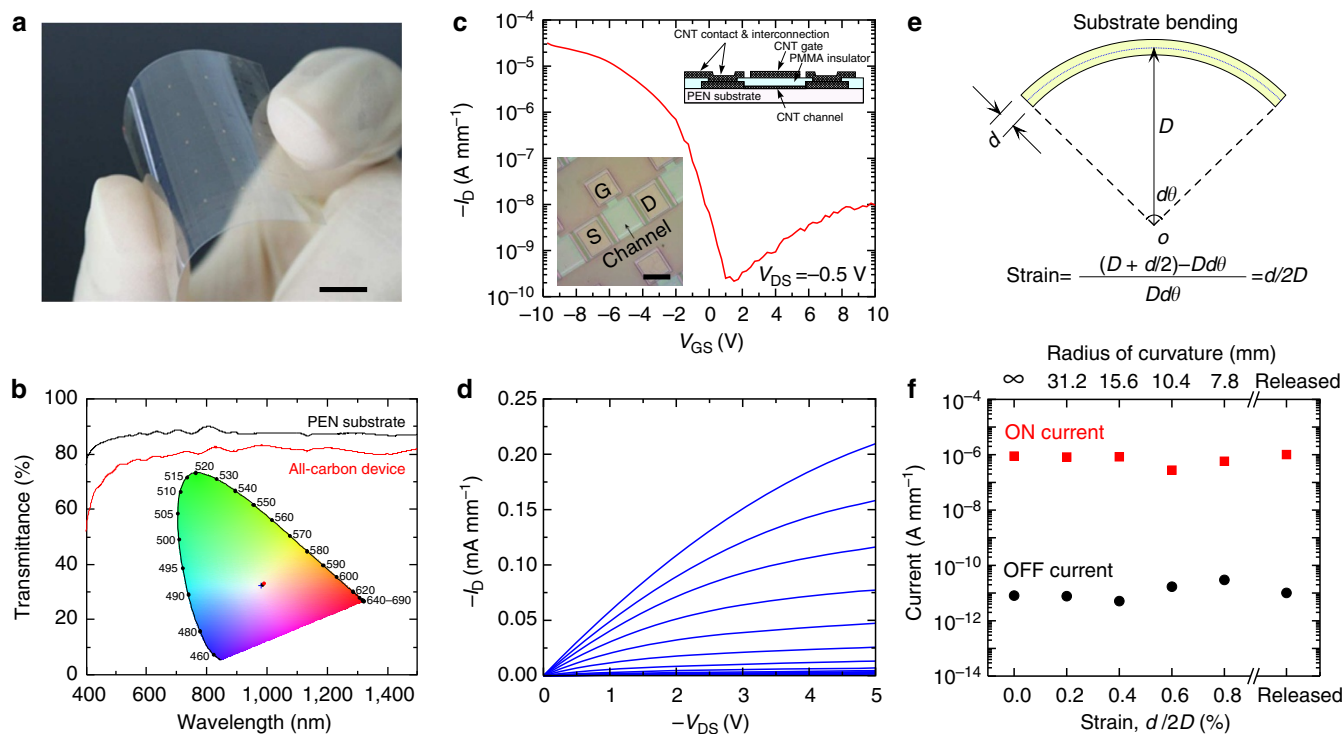 a
b
Transmittance (%)
100
80
60
40
20
0
400
600
800
1,000
1,200
1,400
Wavelength (nm)
PEN substrate
All-carbon device
520
515
530
510
540
505
550
560
500
570
580
495
590
600
490
620
640–690
480
460
c
–I_D (A mm⁻¹)
10⁻⁴
10⁻⁵
10⁻⁶
10⁻⁷
10⁻⁸
10⁻⁹
10⁻¹⁰
–10 –8 –6 –4 –2 0 2 4 6 8 10
V_GS (V)
CNT contact & interconnection
CNT gate
PMMA insulator
PEN substrate
CNT channel
G
D
S
Channel
V_DS =–0.5 V
d
–I_D (mA mm⁻¹)
0.25
0.20
0.15
0.10
0.05
0.00
0 1 2 3 4 5
–V_DS (V)
e
Substrate bending
d
D
dθ
o
Strain= (D + d/2)–Ddθ / Ddθ =d/2D
f
Radius of curvature (mm)
∞ 31.2 15.6 10.4 7.8 Released
Current (A mm⁻¹)
10⁻⁴
10⁻⁶
10⁻⁸
10⁻¹⁰
10⁻¹²
10⁻¹⁴
ON current
OFF current
0.0 0.2 0.4 0.6 0.8 Released
Strain, d/2D (%)